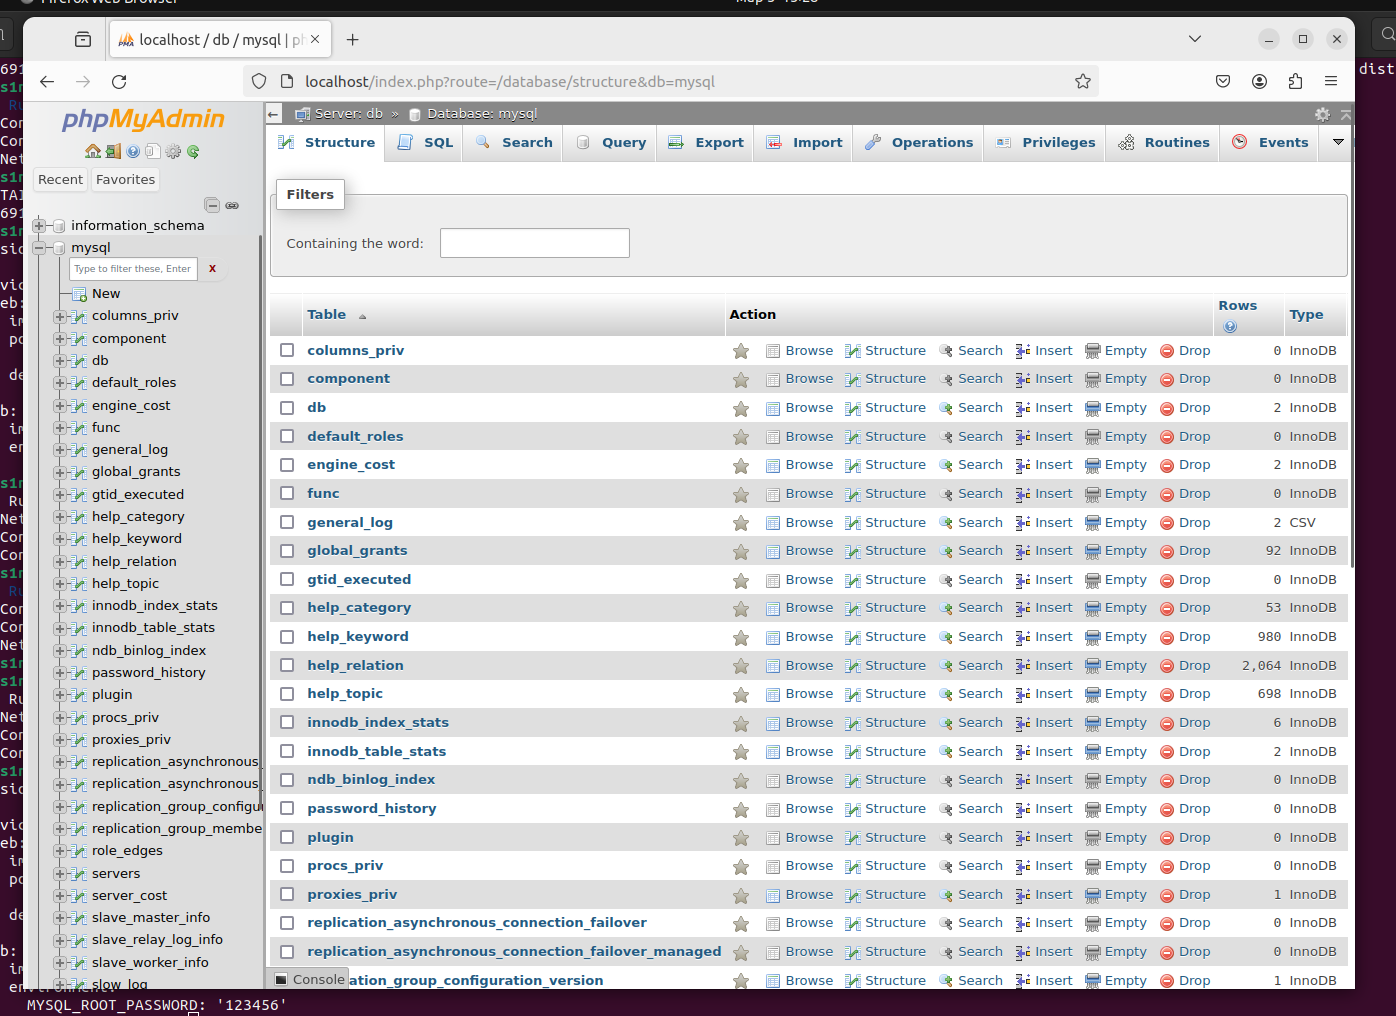 Firefox Web Browser
localhost / db / mysql | ph
localhost/index.php?route=/database/structure&db=mysql
phpMyAdmin
Recent
Favorites
information_schema
mysql
Type to filter these, Enter
X
New
columns_priv
component
db
default_roles
engine_cost
func
general_log
global_grants
gtid_executed
help_category
help_keyword
help_relation
help_topic
innodb_index_stats
innodb_table_stats
ndb_binlog_index
password_history
plugin
procs_priv
proxies_priv
replication_asynchronous_
replication_asynchronous_
replication_group_configu
replication_group_membe
role_edges
servers
server_cost
slave_master_info
slave_relay_log_info
slave_worker_info
slow_log
Server: db » Database: mysql
Structure SQL Search Query Export Import Operations Privileges Routines Events
Filters
Containing the word:
Table Action Rows Type
columns_priv Browse Structure Search Insert Empty Drop 0 InnoDB
component Browse Structure Search Insert Empty Drop 0 InnoDB
db Browse Structure Search Insert Empty Drop 2 InnoDB
default_roles Browse Structure Search Insert Empty Drop 0 InnoDB
engine_cost Browse Structure Search Insert Empty Drop 2 InnoDB
func Browse Structure Search Insert Empty Drop 0 InnoDB
general_log Browse Structure Search Insert Empty Drop 2 CSV
global_grants Browse Structure Search Insert Empty Drop 92 InnoDB
gtid_executed Browse Structure Search Insert Empty Drop 0 InnoDB
help_category Browse Structure Search Insert Empty Drop 53 InnoDB
help_keyword Browse Structure Search Insert Empty Drop 980 InnoDB
help_relation Browse Structure Search Insert Empty Drop 2,064 InnoDB
help_topic Browse Structure Search Insert Empty Drop 698 InnoDB
innodb_index_stats Browse Structure Search Insert Empty Drop 6 InnoDB
innodb_table_stats Browse Structure Search Insert Empty Drop 2 InnoDB
ndb_binlog_index Browse Structure Search Insert Empty Drop 0 InnoDB
password_history Browse Structure Search Insert Empty Drop 0 InnoDB
plugin Browse Structure Search Insert Empty Drop 0 InnoDB
procs_priv Browse Structure Search Insert Empty Drop 0 InnoDB
proxies_priv Browse Structure Search Insert Empty Drop 1 InnoDB
replication_asynchronous_connection_failover Browse Structure Search Insert Empty Drop 0 InnoDB
replication_asynchronous_connection_failover_managed Browse Structure Search Insert Empty Drop 0 InnoDB
ation_group_configuration_version Browse Structure Search Insert Empty Drop 1 InnoDB
Console
dist
MYSQL_ROOT_PASSWORD: '123456'